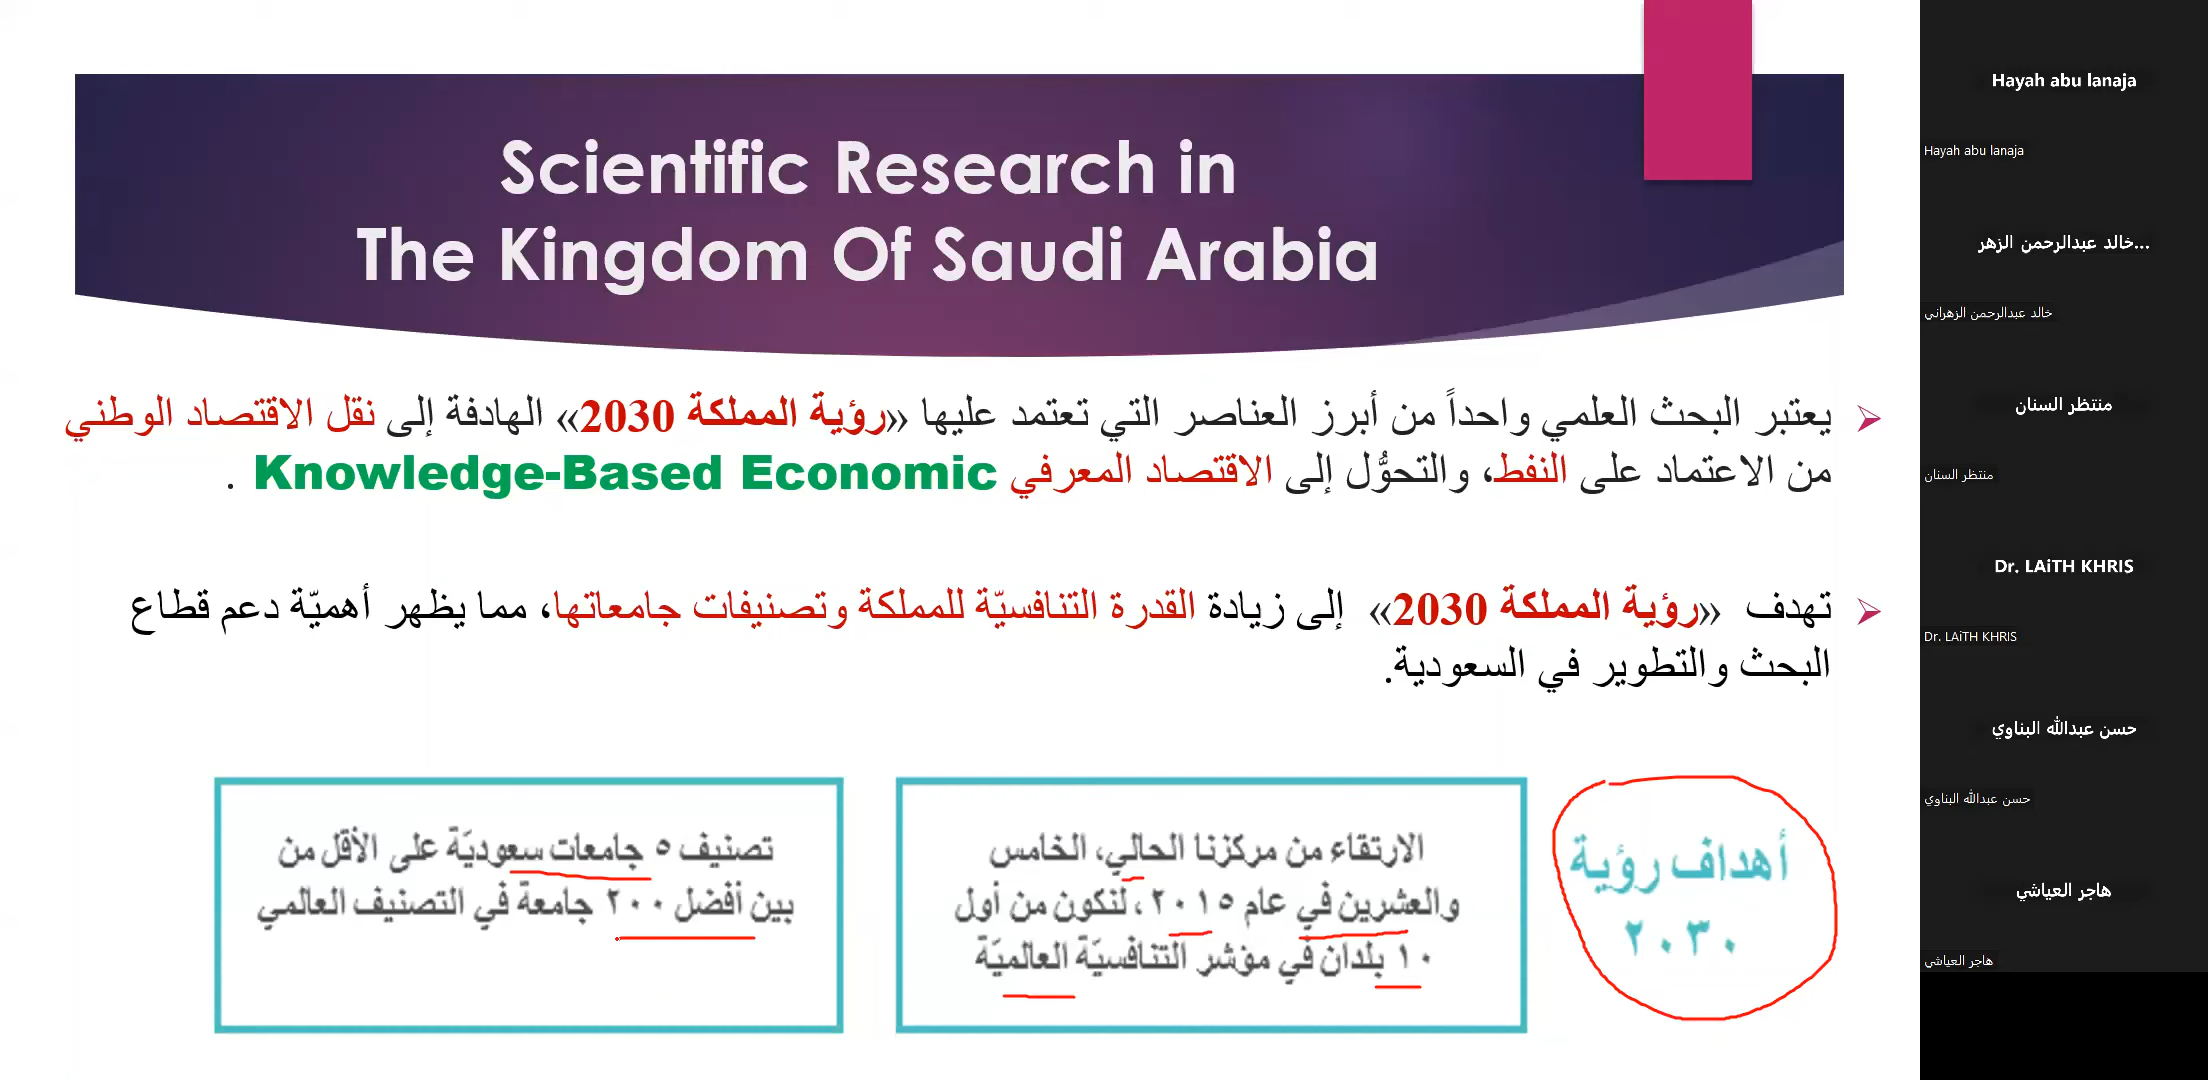 Scientific Research in
The Kingdom Of Saudi Arabia
يعتبر البحث العلمي واحداً من أبرز العناصر التي تعتمد عليها «رؤية المملكة 2030» الهادفة إلى نقل الاقتصاد الوطني
من الاعتماد على النفط، والتحوُّل إلى الاقتصاد المعرفي Knowledge-Based Economic .
تهدف «رؤية المملكة 2030» إلى زيادة القدرة التنافسيّة للمملكة وتصنيفات جامعاتها، مما يظهر أهميّة دعم قطاع
البحث والتطوير في السعودية.
أهداف رؤية
٢٠٣٠
الارتقاء من مركزنا الحالي، الخامس
والعشرين في عام ٢٠١٥، لنكون من أول
١٠ بلدان في مؤشر التنافسيّة العالميّة
تصنيف ٥ جامعات سعوديّة على الأقل من
بين أفضل ٢٠٠ جامعة في التصنيف العالمي
Hayah abu lanaja
Hayah abu lanaja
خالد عبدالرحمن الزهر...
خالد عبدالرحمن الزهراني
منتظر السنان
منتظر السنان
Dr. LAiTH KHRIS
Dr. LAiTH KHRIS
حسن عبدالله البناوي
حسن عبدالله البناوي
هاجر العياشي
هاجر العياشي